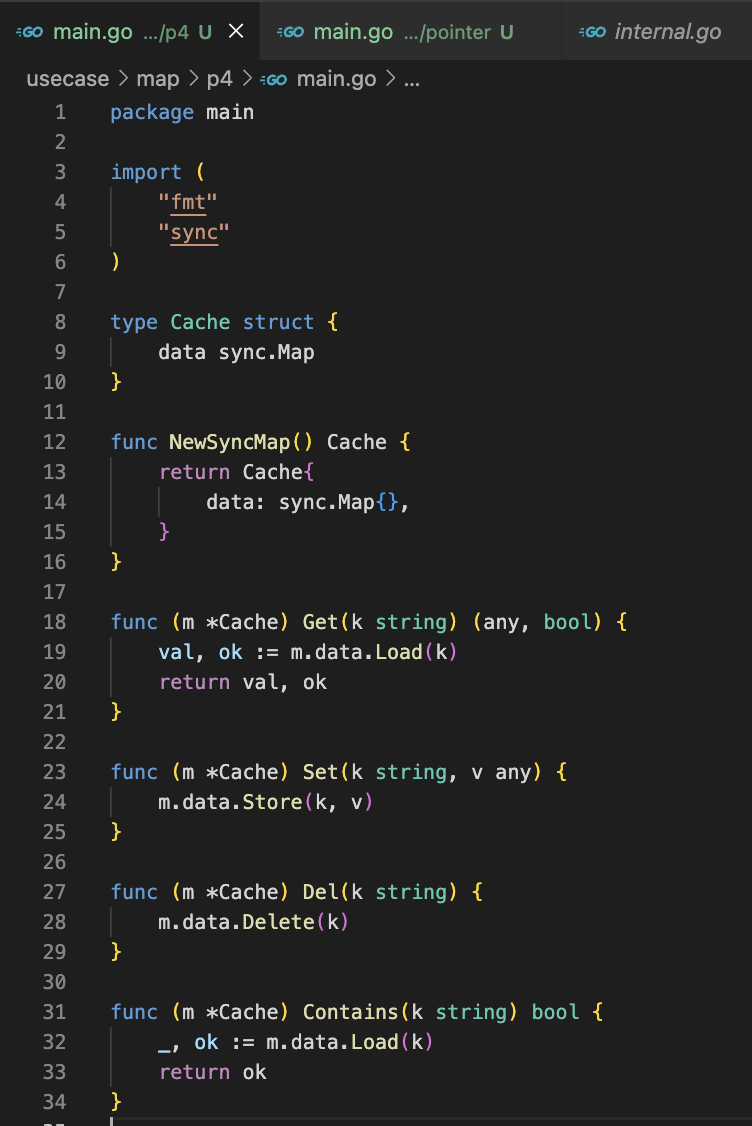 GO main.go .../p4 U × GO main.go .../pointer U GO internal.go
usecase > map > p4 > GO main.go > ...
1 package main
2
3 import (
4     "fmt"
5     "sync"
6 )
7
8 type Cache struct {
9     data sync.Map
10 }
11
12 func NewSyncMap() Cache {
13     return Cache{
14         data: sync.Map{},
15     }
16 }
17
18 func (m *Cache) Get(k string) (any, bool) {
19     val, ok := m.data.Load(k)
20     return val, ok
21 }
22
23 func (m *Cache) Set(k string, v any) {
24     m.data.Store(k, v)
25 }
26
27 func (m *Cache) Del(k string) {
28     m.data.Delete(k)
29 }
30
31 func (m *Cache) Contains(k string) bool {
32     _, ok := m.data.Load(k)
33     return ok
34 }